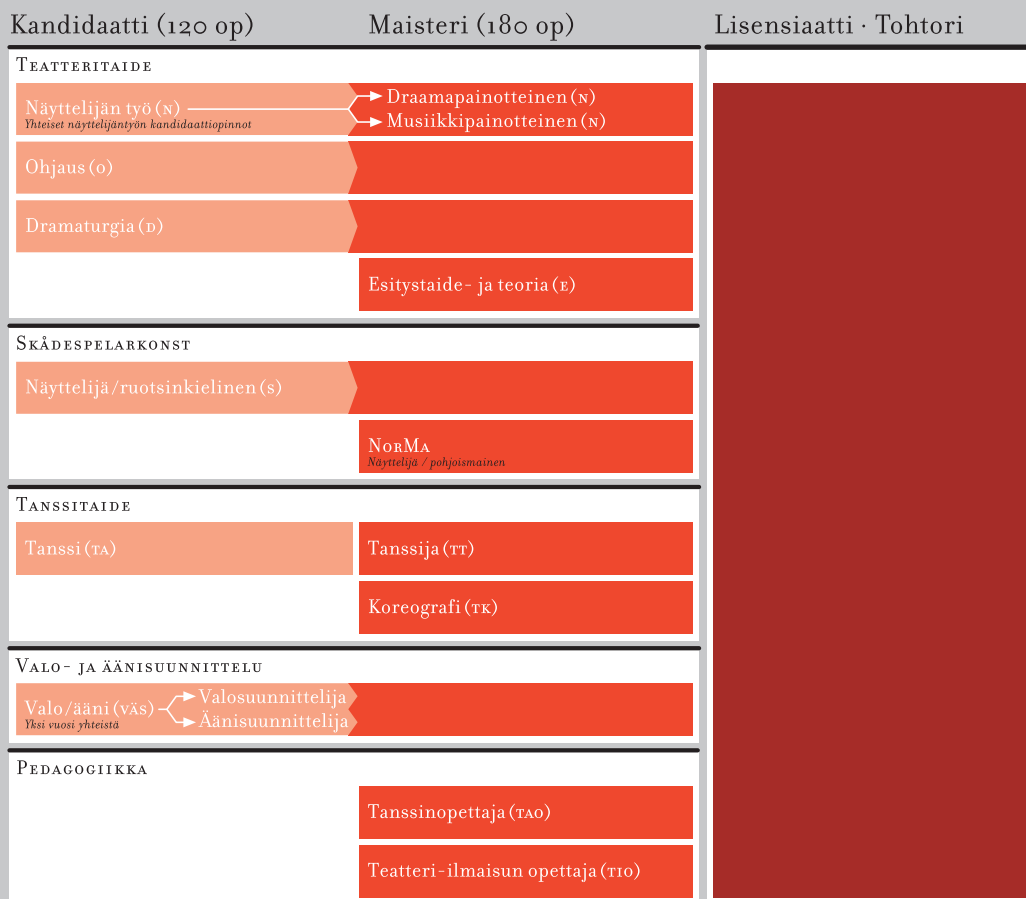 Kandidaatti (120 op)
Maisteri (180 op)
Lisensiaatti · Tohtori
Teatteritaide
Näyttelijän työ (N)
Yhteiset näyttelijäntyön kandidaattiopinnot
Draamapainotteinen (N)
Musiikkipainotteinen (N)
Ohjaus (O)
Dramaturgia (D)
Esitystaide- ja teoria (E)
Skådespelarkonst
Näyttelijä/ruotsinkielinen (S)
NorMa
Näyttelijä / pohjoismainen
Tanssitaide
Tanssi (TA)
Tanssija (TT)
Koreografi (TK)
Valo- ja äänisuunnittelu
Valo/ääni (VÄS)
Yksi vuosi yhteistä
Valosuunnittelija
Äänisuunnittelija
Pedagogiikka
Tanssinopettaja (TAO)
Teatteri-ilmaisun opettaja (TIO)